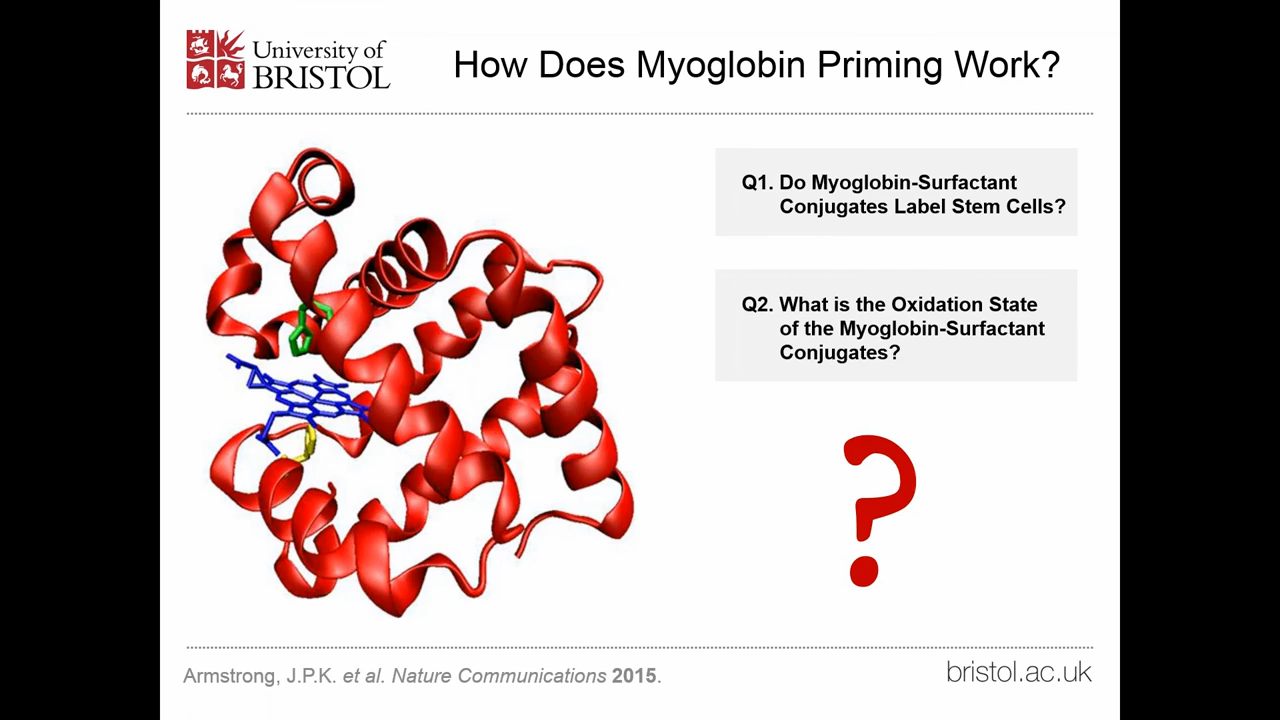 University of
BRISTOL
How Does Myoglobin Priming Work?
Q1. Do Myoglobin-Surfactant
Conjugates Label Stem Cells?
Q2. What is the Oxidation State
of the Myoglobin-Surfactant
Conjugates?
?
Armstrong, J.P.K. et al. Nature Communications 2015.
bristol.ac.uk